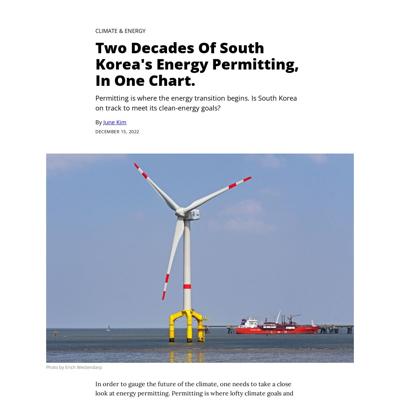 CLIMATE & ENERGY
Two Decades Of South
Korea's Energy Permitting,
In One Chart.
Permitting is where the energy transition begins. Is South Korea
on track to meet its clean-energy goals?
By June Kim
DECEMBER 15, 2022
Photo by Erich Westendarp
In order to gauge the future of the climate, one needs to take a close
look at energy permitting. Permitting is where lofty climate goals and